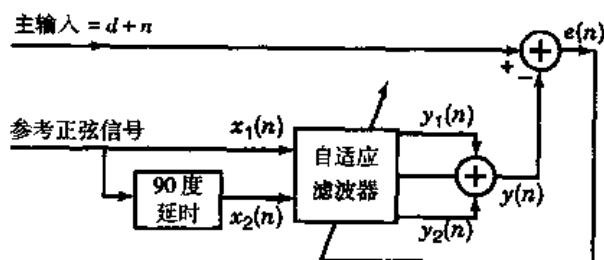 主输入 = d + n
e(n)
+
−
参考正弦信号
x₁(n)
y₁(n)
自适应
滤波器
90 度
延时
x₂(n)
y(n)
y₂(n)